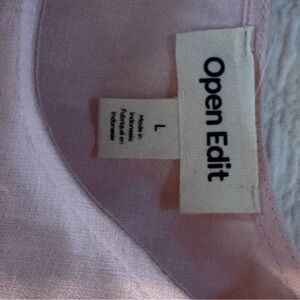 Open Edit
L
Made in
Indonesia
Fabriqué en
Indonésie